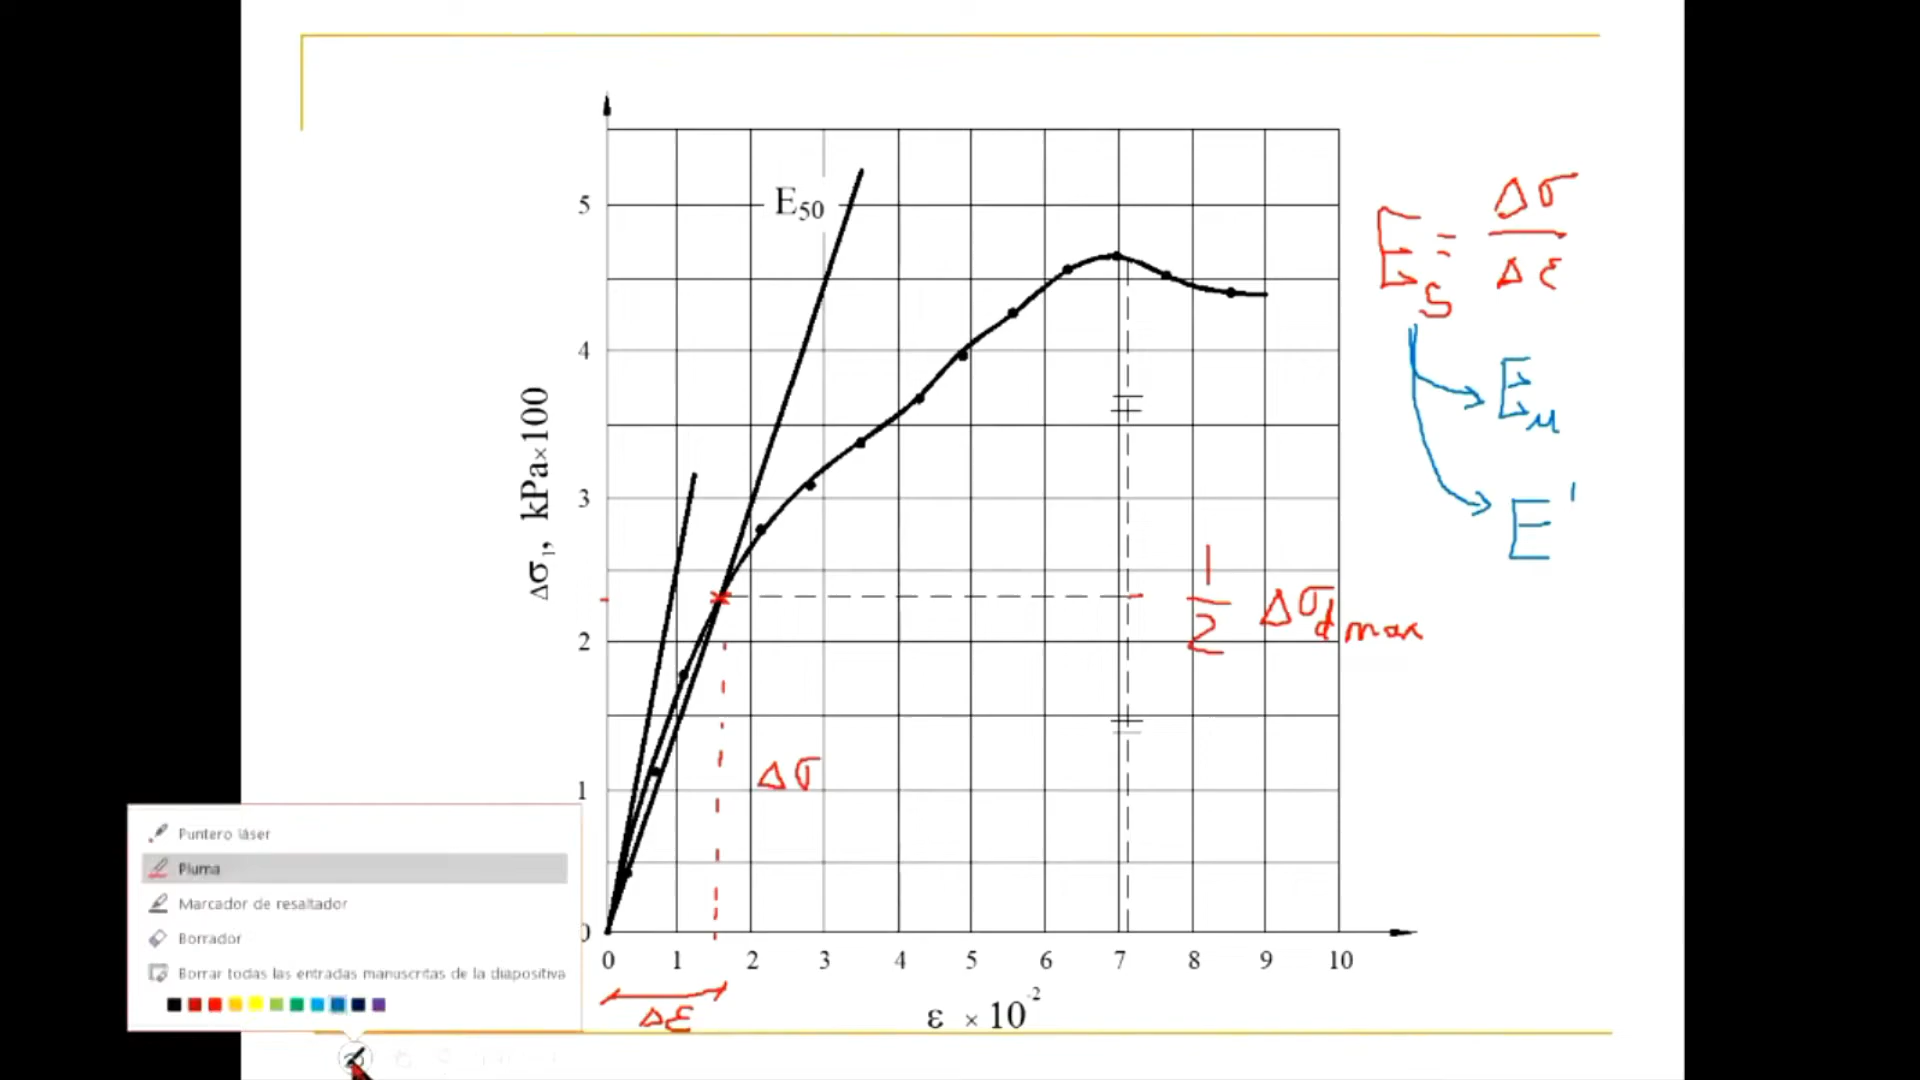 E50
5
4
3
2
1
0
Δσ₁, kPa×100
0 1 2 3 4 5 6 7 8 9 10
ε ×10⁻²
Es = Δσ / Δε
Eu
E'
1/2 Δσd max
Δσ
Δε
Puntero láser
Pluma
Marcador de resaltador
Borrador
Borrar todas las entradas manuscritas de la diapositiva